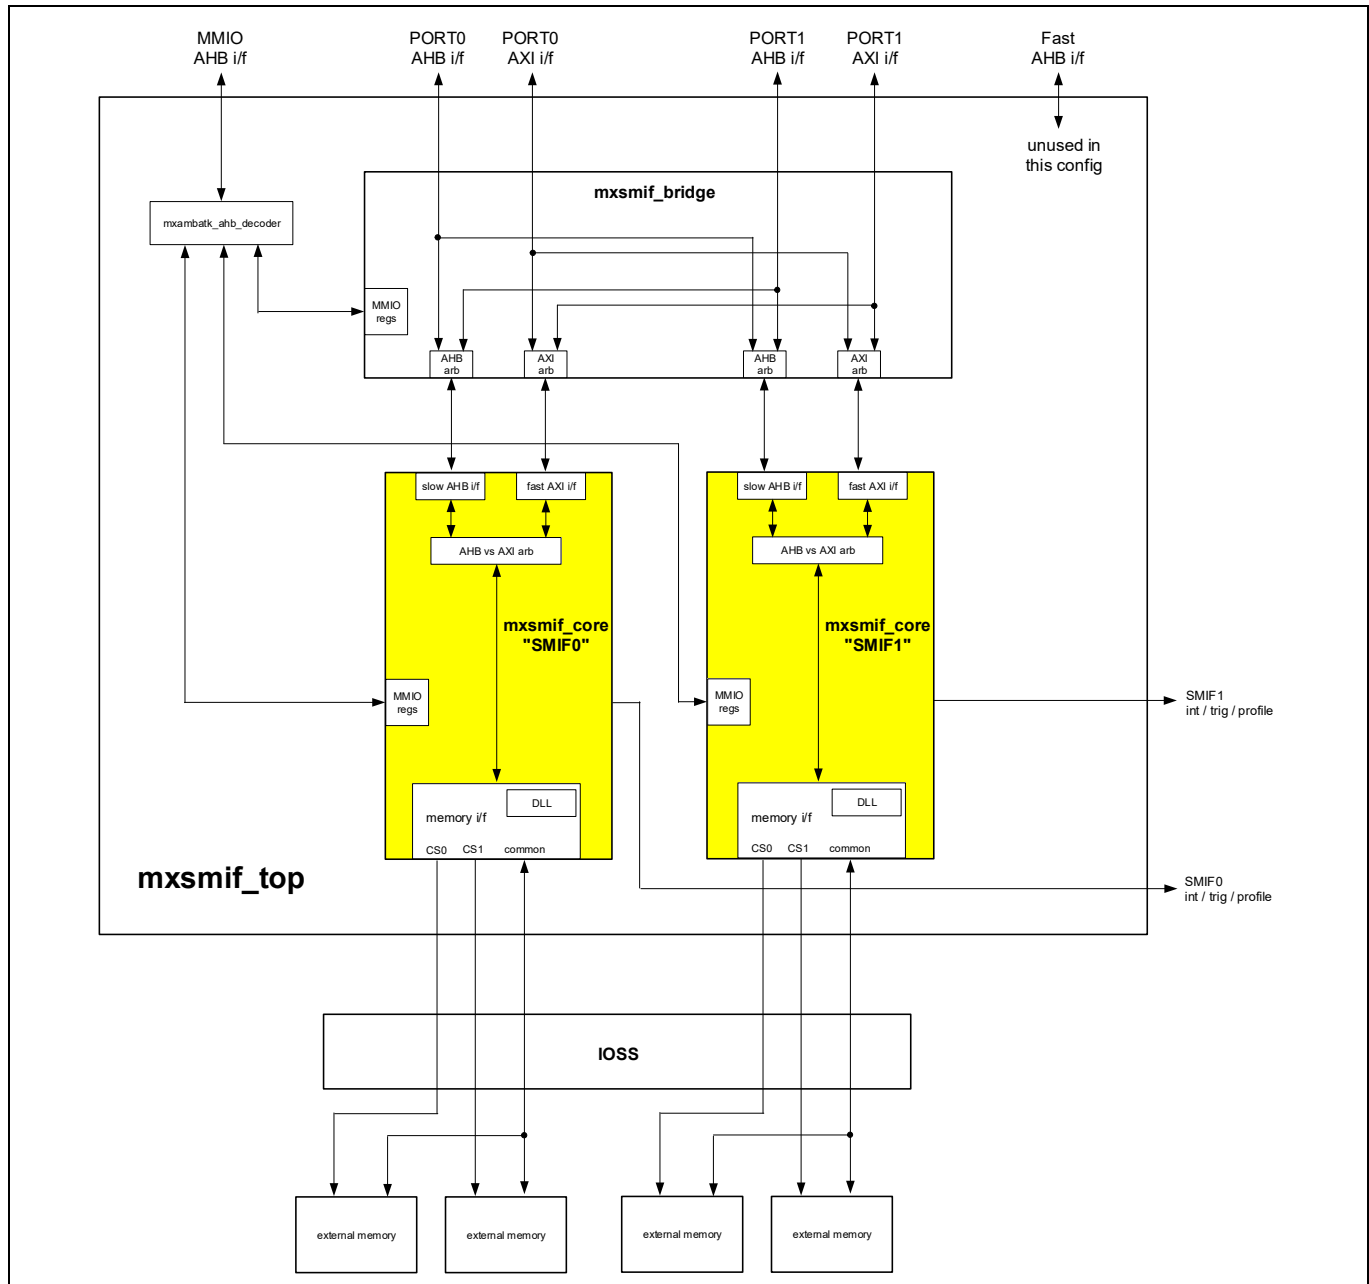 MMIO
AHB i/f
PORT0
AHB i/f
PORT0
AXI i/f
PORT1
AHB i/f
PORT1
AXI i/f
Fast
AHB i/f
unused in
this config
mxsmif_bridge
mxambatk_ahb_decoder
MMIO
regs
AHB
arb
AXI
arb
AHB
arb
AXI
arb
slow AHB i/f
fast AXI i/f
slow AHB i/f
fast AXI i/f
AHB vs AXI arb
AHB vs AXI arb
mxsmif_core
"SMIF0"
mxsmif_core
"SMIF1"
MMIO
regs
MMIO
regs
SMIF1
int / trig / profile
DLL
memory i/f
CS0
CS1
common
DLL
memory i/f
CS0
CS1
common
mxsmif_top
SMIF0
int / trig / profile
IOSS
external memory
external memory
external memory
external memory